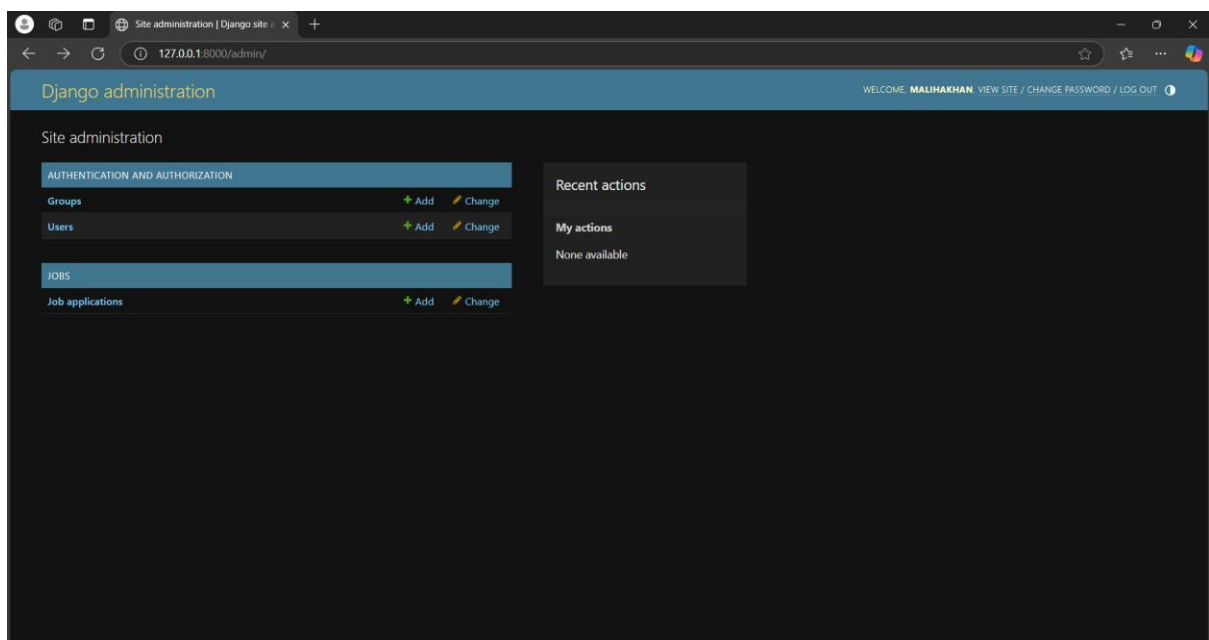 Site administration | Django site a
127.0.0.1:8000/admin/
Django administration
WELCOME, MALIHAKHAN. VIEW SITE / CHANGE PASSWORD / LOG OUT
Site administration
AUTHENTICATION AND AUTHORIZATION
Groups + Add Change
Users + Add Change
JOBS
Job applications + Add Change
Recent actions
My actions
None available